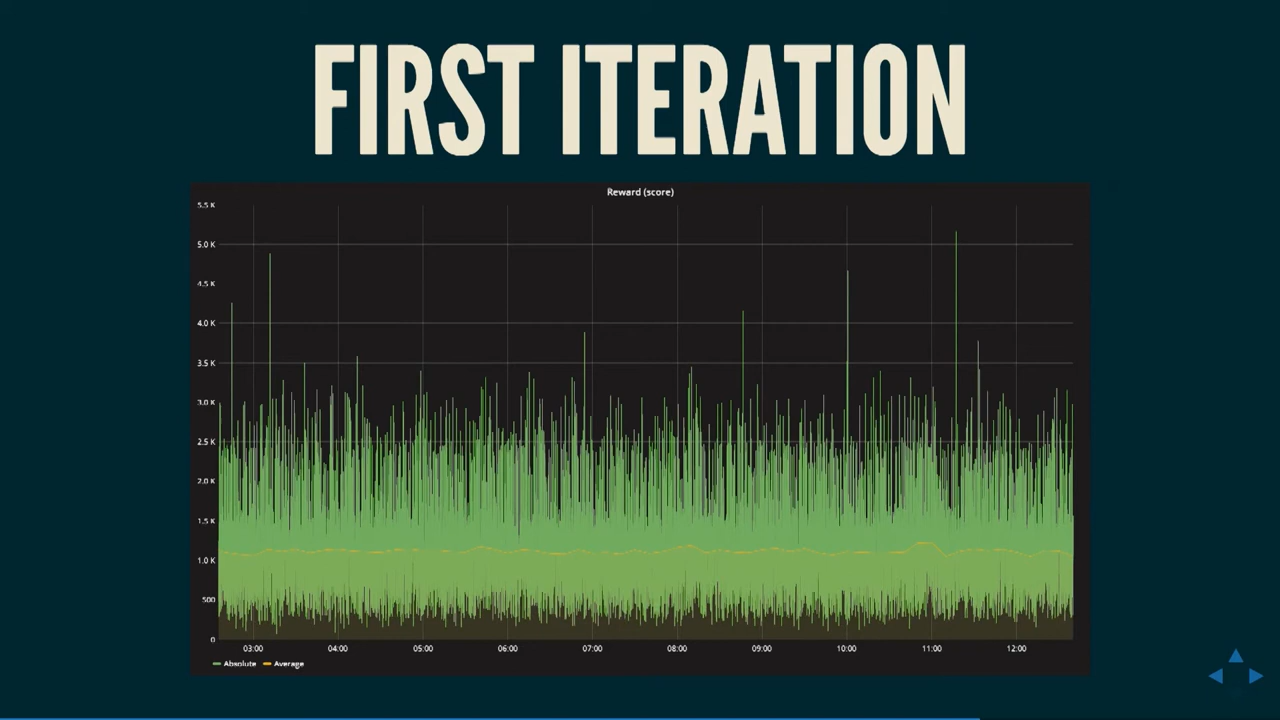 FIRST ITERATION
Reward (score)
5.5 K
5.0 K
4.5 K
4.0 K
3.5 K
3.0 K
2.5 K
2.0 K
1.5 K
1.0 K
500
0
03:00 04:00 05:00 06:00 07:00 08:00 09:00 10:00 11:00 12:00
Absolute Average